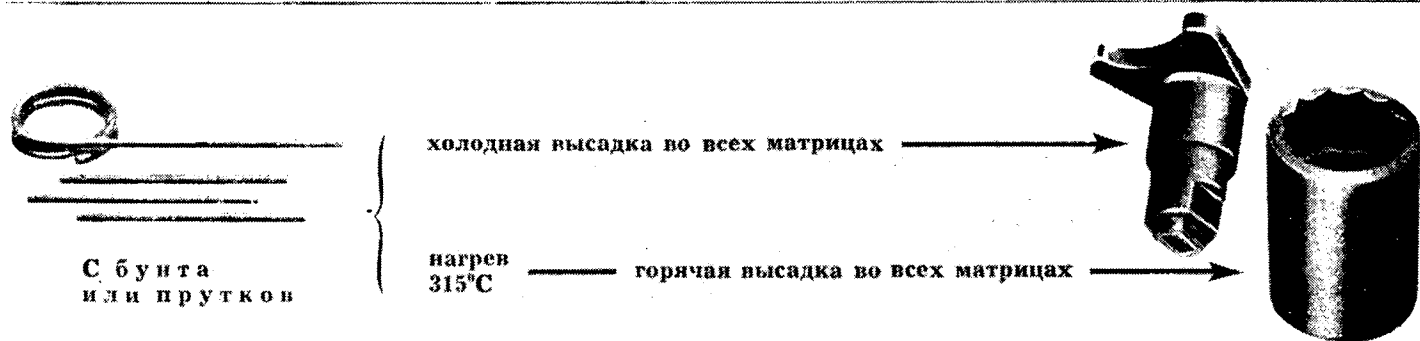 холодная высадка во всех матрицах
С бунта
или прутков
нагрев
315°С
горячая высадка во всех матрицах